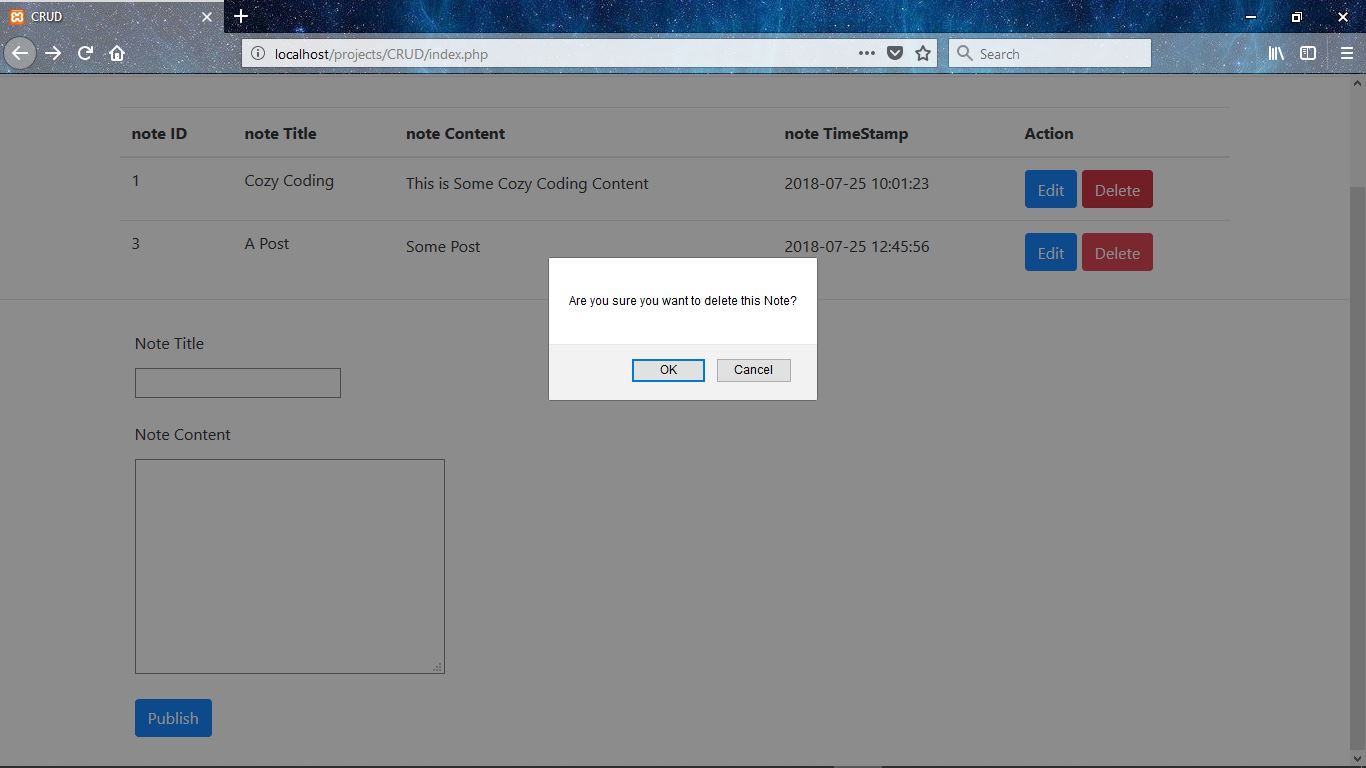 CRUD
localhost/projects/CRUD/index.php
Search
note ID note Title note Content note TimeStamp Action
1 Cozy Coding This is Some Cozy Coding Content 2018-07-25 10:01:23 Edit Delete
3 A Post Some Post 2018-07-25 12:45:56 Edit Delete
Are you sure you want to delete this Note?
OK Cancel
Note Title
Note Content
Publish